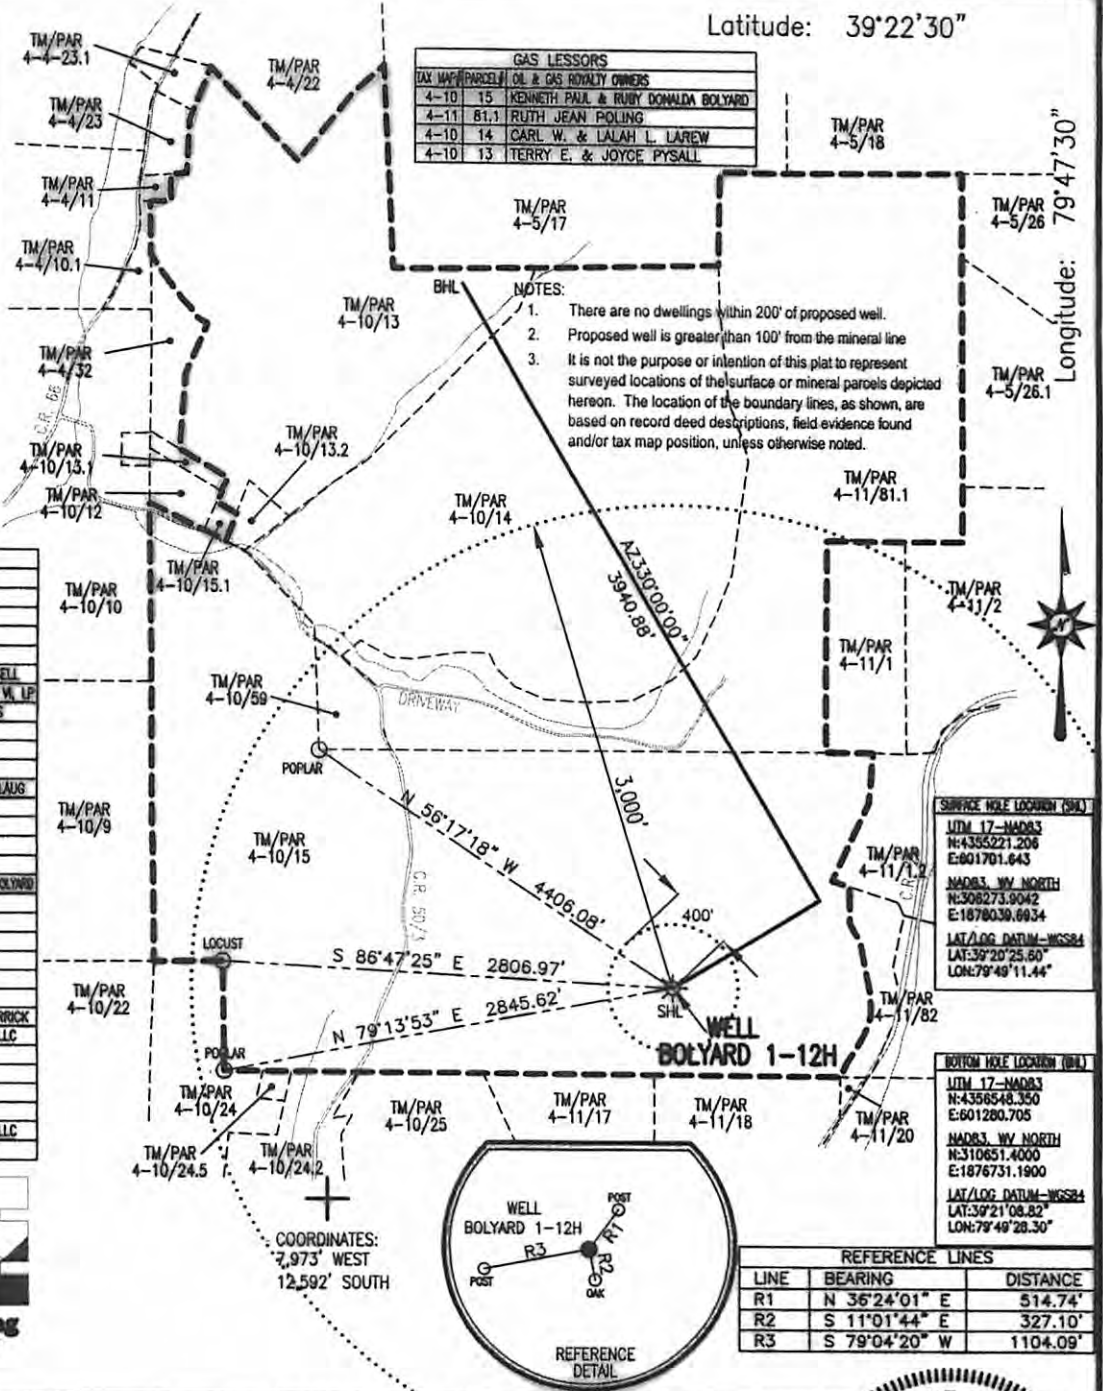 Latitude: 39°22'30"
Longitude: 79°47'30"
GAS LESSORS
TAX MAP# PARCEL# OIL & GAS ROYALTY OWNERS
4-10 15 KENNETH PAUL & RUBY DONALDA BOLYARD
4-11 81.1 RUTH JEAN POLING
4-10 14 CARL W. & LALAH L. LAREW
4-10 13 TERRY E. & JOYCE PYSALL
TM/PAR
4-4-23.1
TM/PAR
4-4/22
TM/PAR
4-4/23
TM/PAR
4-4/11
TM/PAR
4-4/10.1
TM/PAR
4-4/32
C.R. 66
TM/PAR
4-5/18
TM/PAR
4-5/17
TM/PAR
4-5/26
TM/PAR
4-5/26.1
BHL
TM/PAR
4-10/13
NOTES:
1. There are no dwellings within 200' of proposed well.
2. Proposed well is greater than 100' from the mineral line
3. It is not the purpose or intention of this plat to represent
surveyed locations of the surface or mineral parcels depicted
hereon. The location of the boundary lines, as shown, are
based on record deed descriptions, field evidence found
and/or tax map position, unless otherwise noted.
TM/PAR
4-10/13.1
TM/PAR
4-10/13.2
TM/PAR
4-10/12
TM/PAR
4-10/14
TM/PAR
4-11/81.1
TM/PAR
4-10/15.1
TM/PAR
4-10/10
AZ330°00'00"
3940.88'
TM/PAR
4-11/2
N
TM/PAR
4-11/1
ELL
VI, LP
S
LAUG
OLYARD
RRICK
LLC
LLC
TM/PAR
4-10/59
DRIVEWAY
POPLAR
3,000'
N 56°17'18" W 4406.08'
TM/PAR
4-10/9
TM/PAR
4-10/15
C.R. 50/3
400'
TM/PAR
4-11/1.2
C.R.
SURFACE HOLE LOCATION (SHL)
UTM 17-NAD83
N:4355221.206
E:601701.643
NAD83, WV NORTH
N:306273.9042
E:1878039.6934
LAT/LOG DATUM-WGS84
LAT:39°20'25.60"
LON:79°49'11.44"
LOCUST
S 86°47'25" E 2806.97'
N 79°13'53" E 2845.62'
SHL
WELL
BOLYARD 1-12H
TM/PAR
4-10/22
TM/PAR
4-11/82
POPLAR
TM/PAR
4-10/24
TM/PAR
4-10/25
TM/PAR
4-11/17
TM/PAR
4-11/18
TM/PAR
4-11/20
TM/PAR
4-10/24.5
TM/PAR
4-10/24.2
BOTTOM HOLE LOCATION (BHL)
UTM 17-NAD83
N:4356548.350
E:601280.705
NAD83, WV NORTH
N:310651.4000
E:1876731.1900
LAT/LOG DATUM-WGS84
LAT:39°21'08.82"
LON:79°49'28.30"
COORDINATES:
7,973' WEST
12,592' SOUTH
WELL
BOLYARD 1-12H
POST
R1
R3
R2
POST
OAK
REFERENCE
DETAIL
REFERENCE LINES
LINE BEARING DISTANCE
R1 N 36°24'01" E 514.74'
R2 S 11°01'44" E 327.10'
R3 S 79°04'20" W 1104.09'